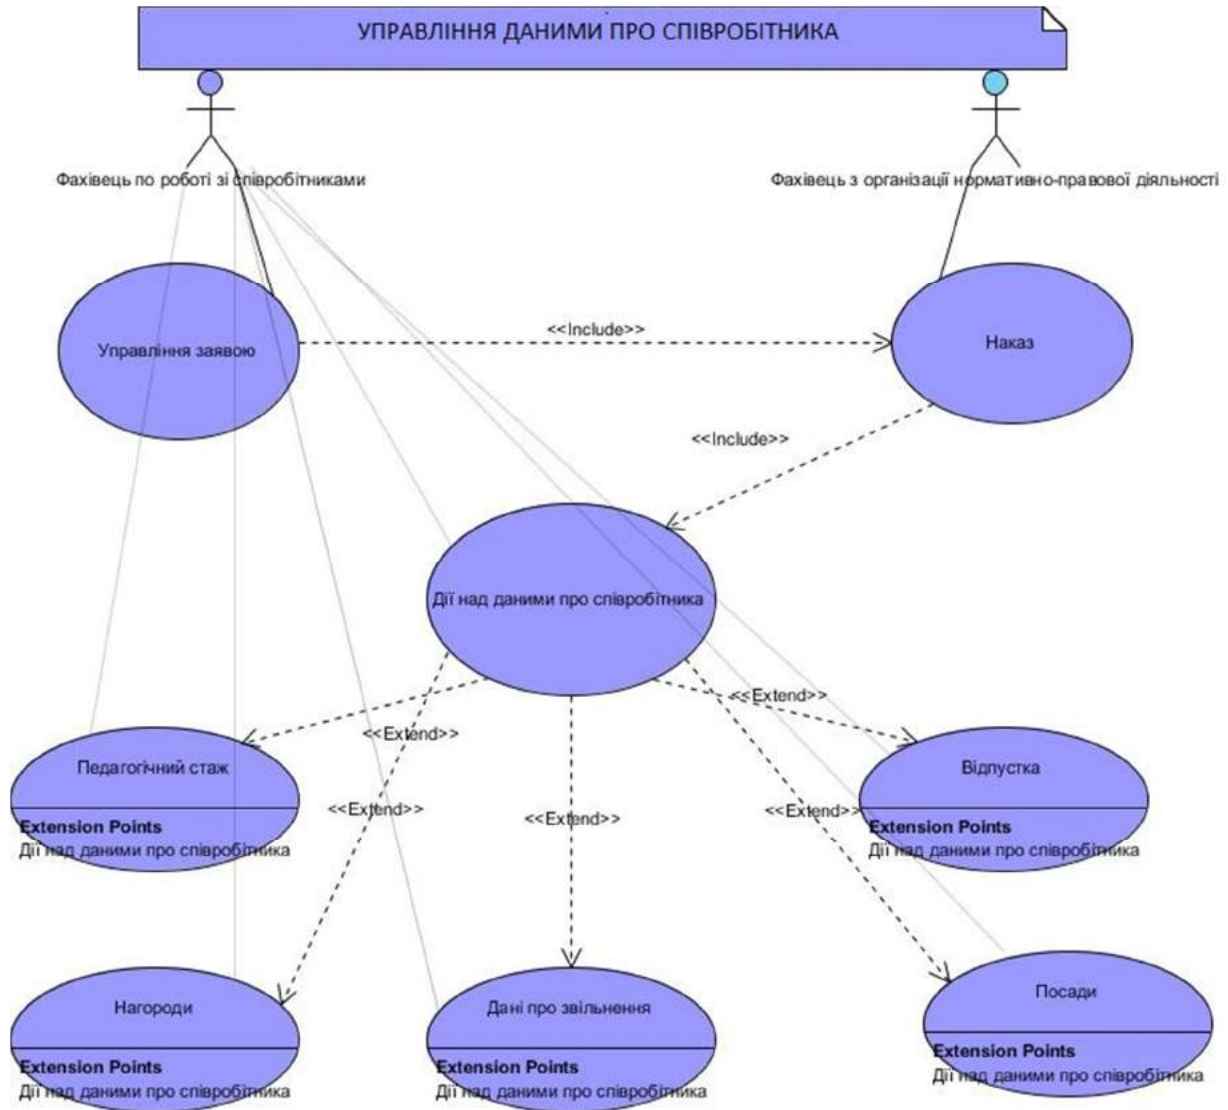 УПРАВЛІННЯ ДАНИМИ ПРО СПІВРОБІТНИКА
Фахівець по роботі зі співробітниками
Фахівець з організації нормативно-правової діяльності
<<Include>>
Управління заявою
Наказ
<<Include>>
Дії над даними про співробітника
<<Extend>>
<<Extend>>
Педагогічний стаж
Відпустка
<<Extend>>
<<Extend>>
<<Extend>>
Extension Points
Дії над даними про співробітника
Extension Points
Дії над даними про співробітника
Нагороди
Дані про звільнення
Посади
Extension Points
Дії над даними про співробітника
Extension Points
Дії над даними про співробітника
Extension Points
Дії над даними про співробітника